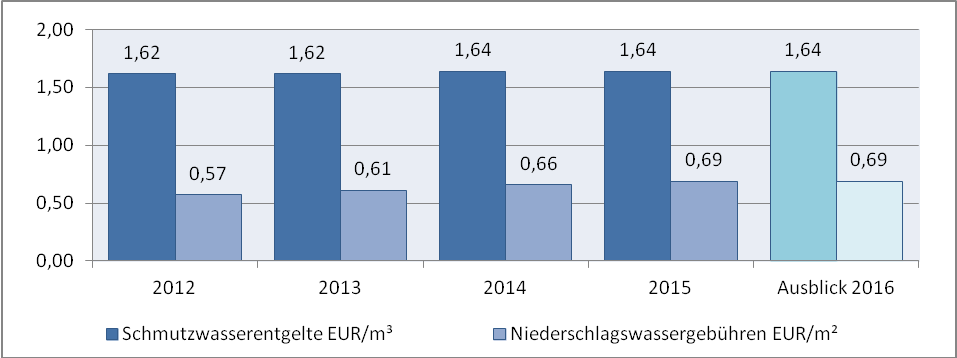 2,00
1,62 1,62 1,64 1,64 1,64
1,50
1,00
0,57 0,61 0,66 0,69 0,69
0,50
0,00
2012 2013 2014 2015 Ausblick 2016
Schmutzwasserentgelte EUR/m³ Niederschlagswassergebühren EUR/m²